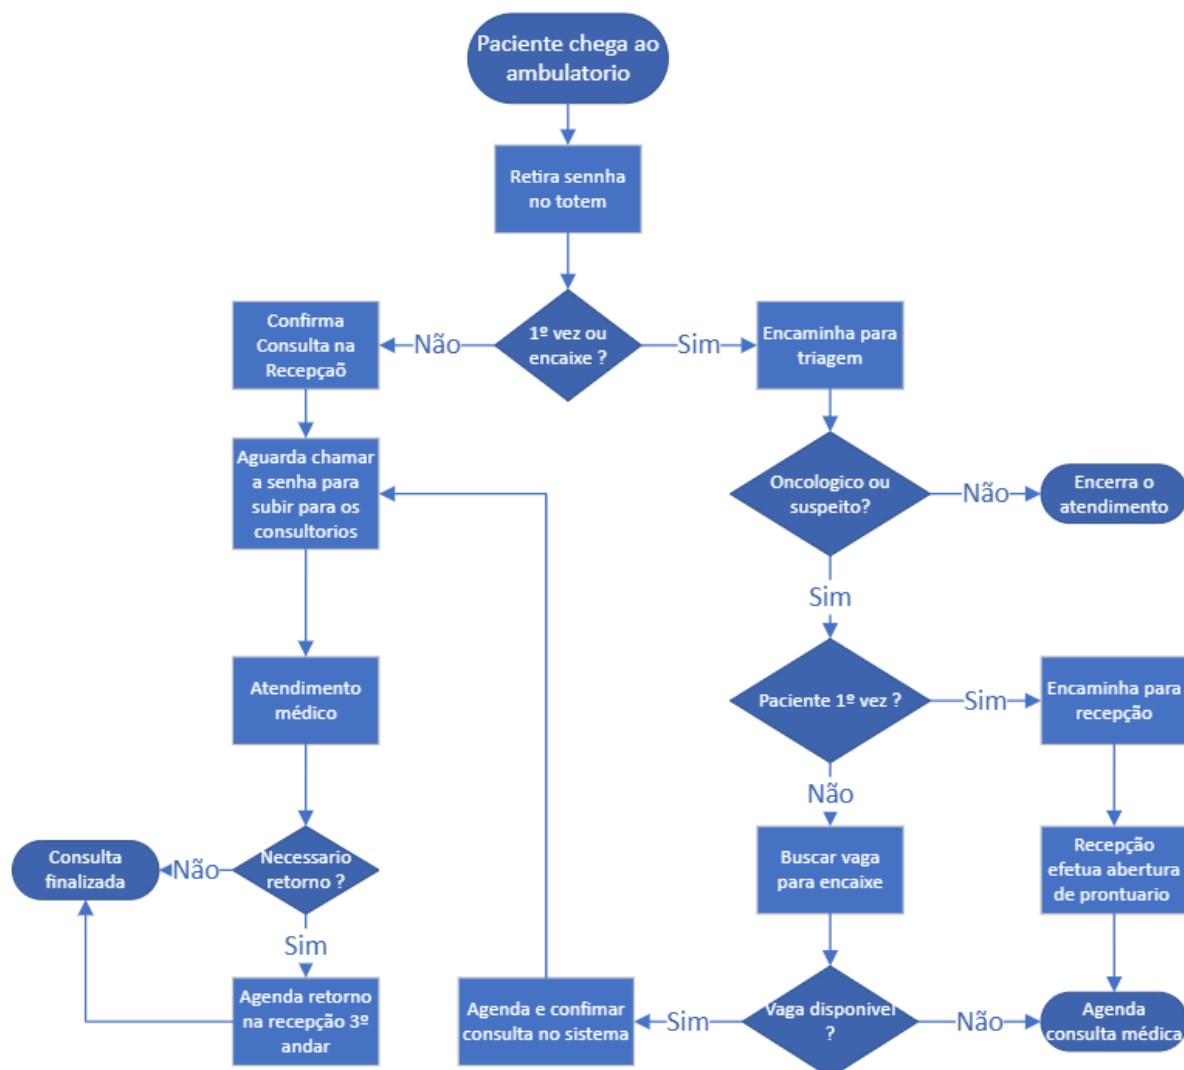 Paciente chega ao
ambulatorio
Retira sennha
no totem
1º vez ou
encaixe ?
Não
Sim
Confirma
Consulta na
Recepçaõ
Encaminha para
triagem
Aguarda chamar
a senha para
subir para os
consultorios
Oncologico ou
suspeito?
Não
Encerra o
atendimento
Sim
Atendimento
médico
Paciente 1º vez ?
Sim
Encaminha para
recepção
Não
Necessario
retorno ?
Não
Consulta
finalizada
Buscar vaga
para encaixe
Recepção
efetua abertura
de prontuario
Sim
Agenda retorno
na recepção 3º
andar
Agenda e confimar
consulta no sistema
Sim
Vaga disponivel
?
Não
Agenda
consulta médica